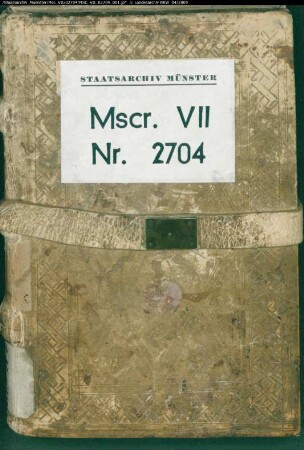 STAATSARCHIV MÜNSTER
Mscr. VII
Nr. 2704